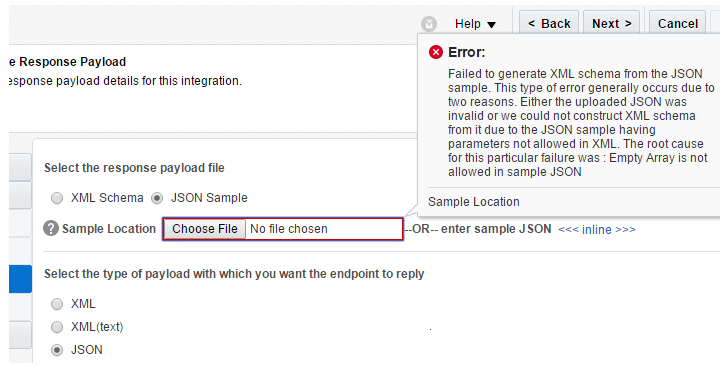 Help
< Back
Next >
Cancel
e Response Payload
esponse payload details for this integration.
Error:
Failed to generate XML schema from the JSON
sample. This type of error generally occurs due to
two reasons. Either the uploaded JSON was
invalid or we could not construct XML schema
from it due to the JSON sample having
parameters not allowed in XML. The root cause
for this particular failure was : Empty Array is not
allowed in sample JSON
Sample Location
Select the response payload file
XML Schema
JSON Sample
? Sample Location
Choose File
No file chosen
--OR-- enter sample JSON
<<< inline >>>
Select the type of payload with which you want the endpoint to reply
XML
XML(text)
.
JSON